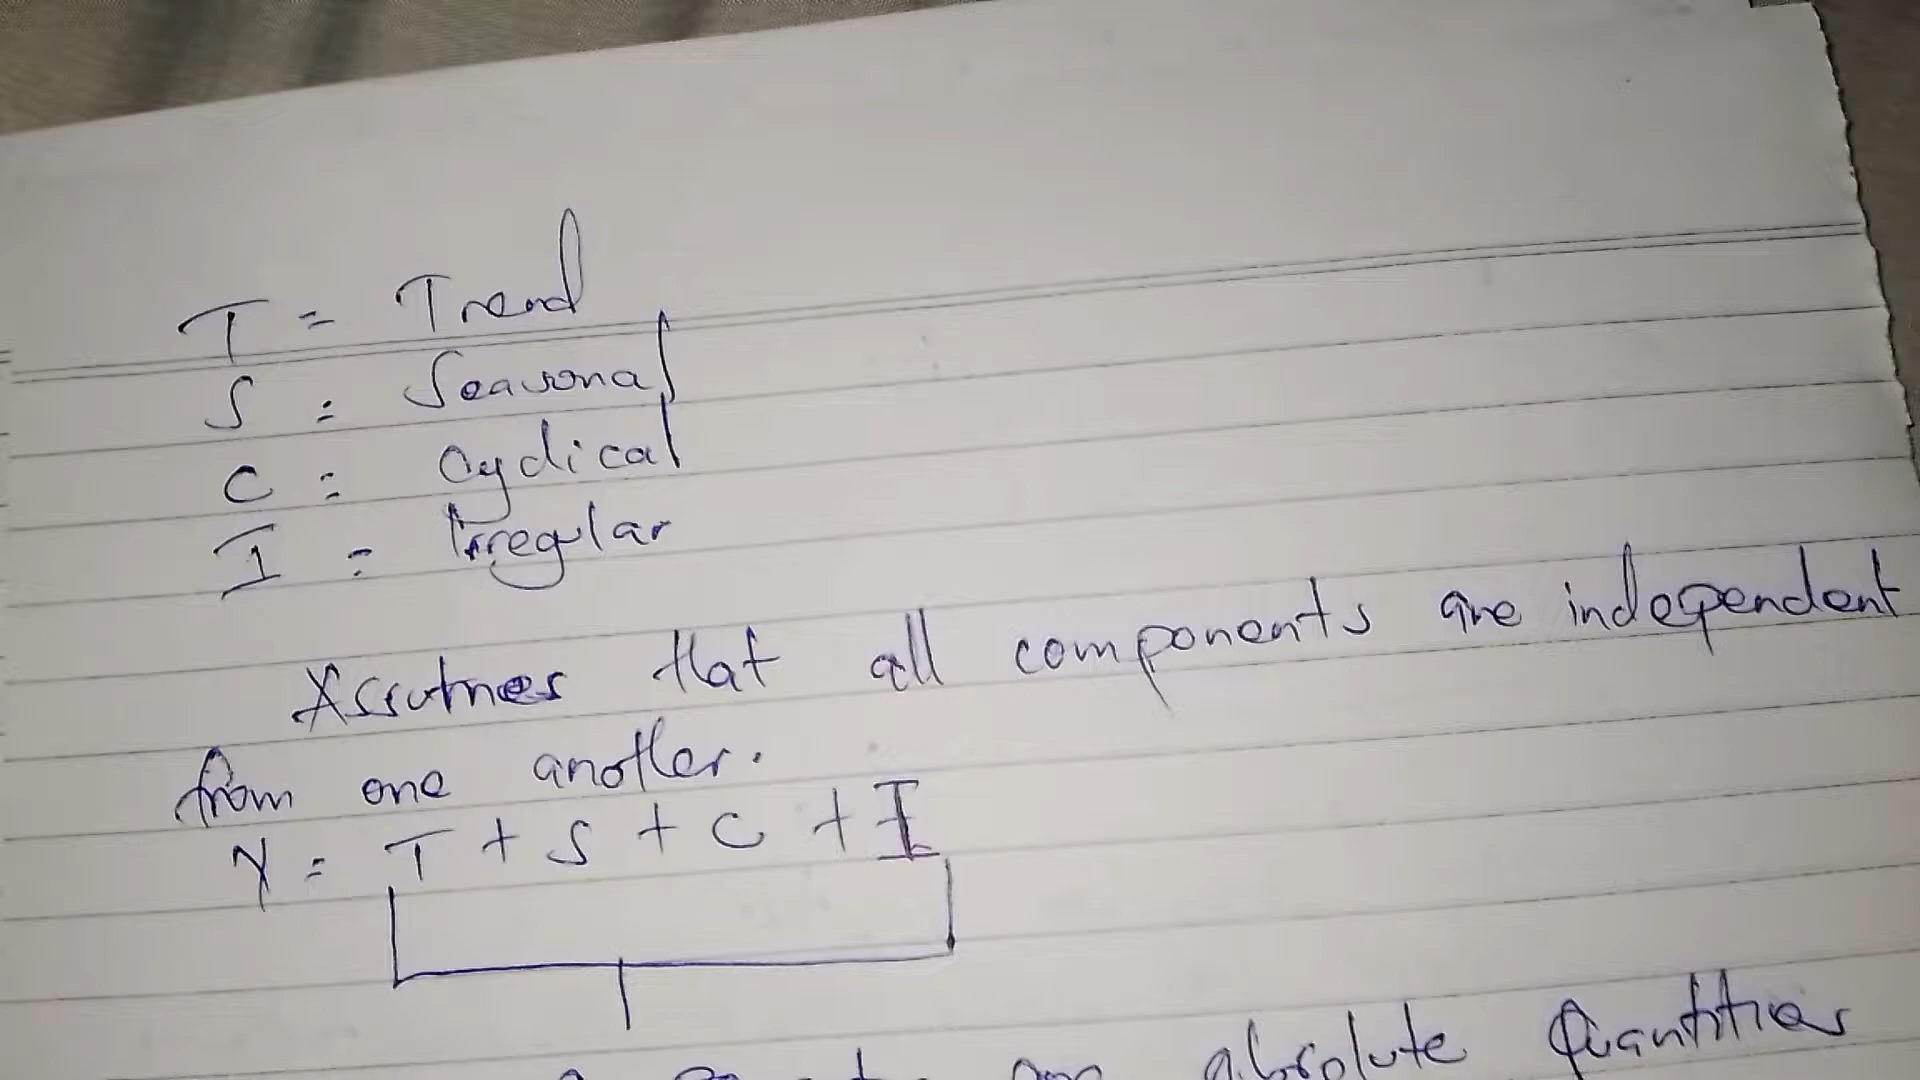 T = Trend
S = Seasonal
C = Cyclical
I = Irregular
Assumes that all components are independent
from one another.
Y = T + S + C + I
absolute Quantities